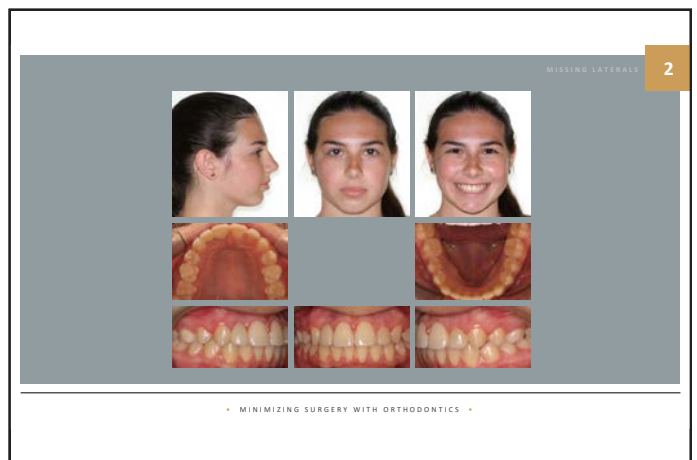 MISSING LATERALS
2
• MINIMIZING SURGERY WITH ORTHODONTICS •